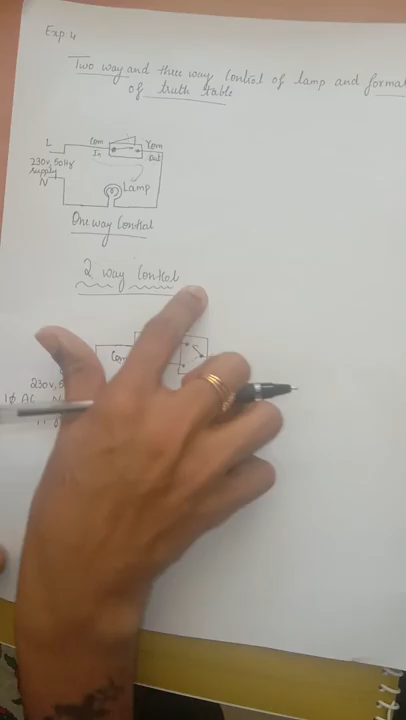 Exp:4
Two way and three way control of lamp and format
of truth table
L
Com
In
Out
230v, 50Hz
supply
N
Lamp
One way Control
2 way Control
Com
230v, 5
1ϕ AC N